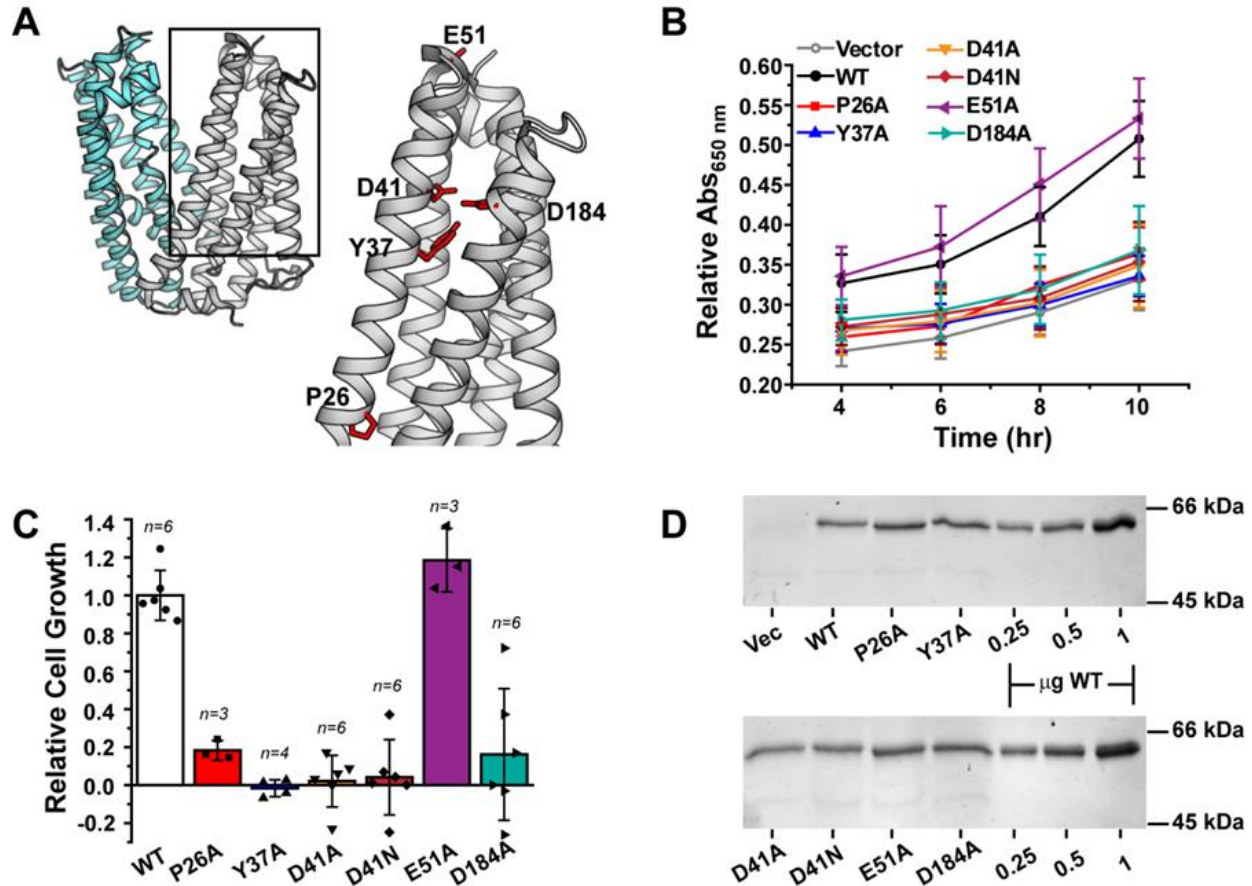 A
E51
D41
D184
Y37
P26
B
Vector
WT
P26A
Y37A
D41A
D41N
E51A
D184A
Relative Abs650 nm
0.60
0.55
0.50
0.45
0.40
0.35
0.30
0.25
0.20
4 6 8 10
Time (hr)
C
Relative Cell Growth
1.4
1.2
1.0
0.8
0.6
0.4
0.2
0.0
-0.2
n=6
n=3
n=4
n=6
n=6
n=3
n=6
WT P26A Y37A D41A D41N E51A D184A
D
66 kDa
45 kDa
Vec WT P26A Y37A 0.25 0.5 1
μg WT
66 kDa
45 kDa
D41A D41N E51A D184A 0.25 0.5 1